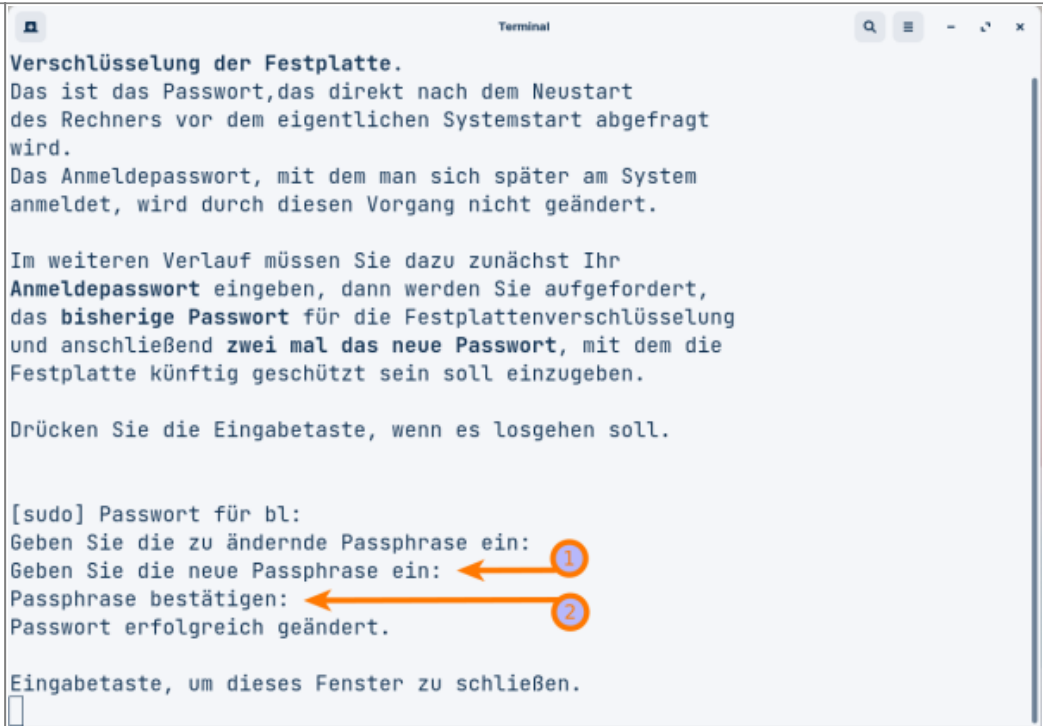 Terminal
Verschlüsselung der Festplatte.
Das ist das Passwort,das direkt nach dem Neustart
des Rechners vor dem eigentlichen Systemstart abgefragt
wird.
Das Anmeldepasswort, mit dem man sich später am System
anmeldet, wird durch diesen Vorgang nicht geändert.
Im weiteren Verlauf müssen Sie dazu zunächst Ihr
Anmeldepasswort eingeben, dann werden Sie aufgefordert,
das bisherige Passwort für die Festplattenverschlüsselung
und anschließend zwei mal das neue Passwort, mit dem die
Festplatte künftig geschützt sein soll einzugeben.
Drücken Sie die Eingabetaste, wenn es losgehen soll.
[sudo] Passwort für bl:
Geben Sie die zu ändernde Passphrase ein:
Geben Sie die neue Passphrase ein: 1
Passphrase bestätigen: 2
Passwort erfolgreich geändert.
Eingabetaste, um dieses Fenster zu schließen.